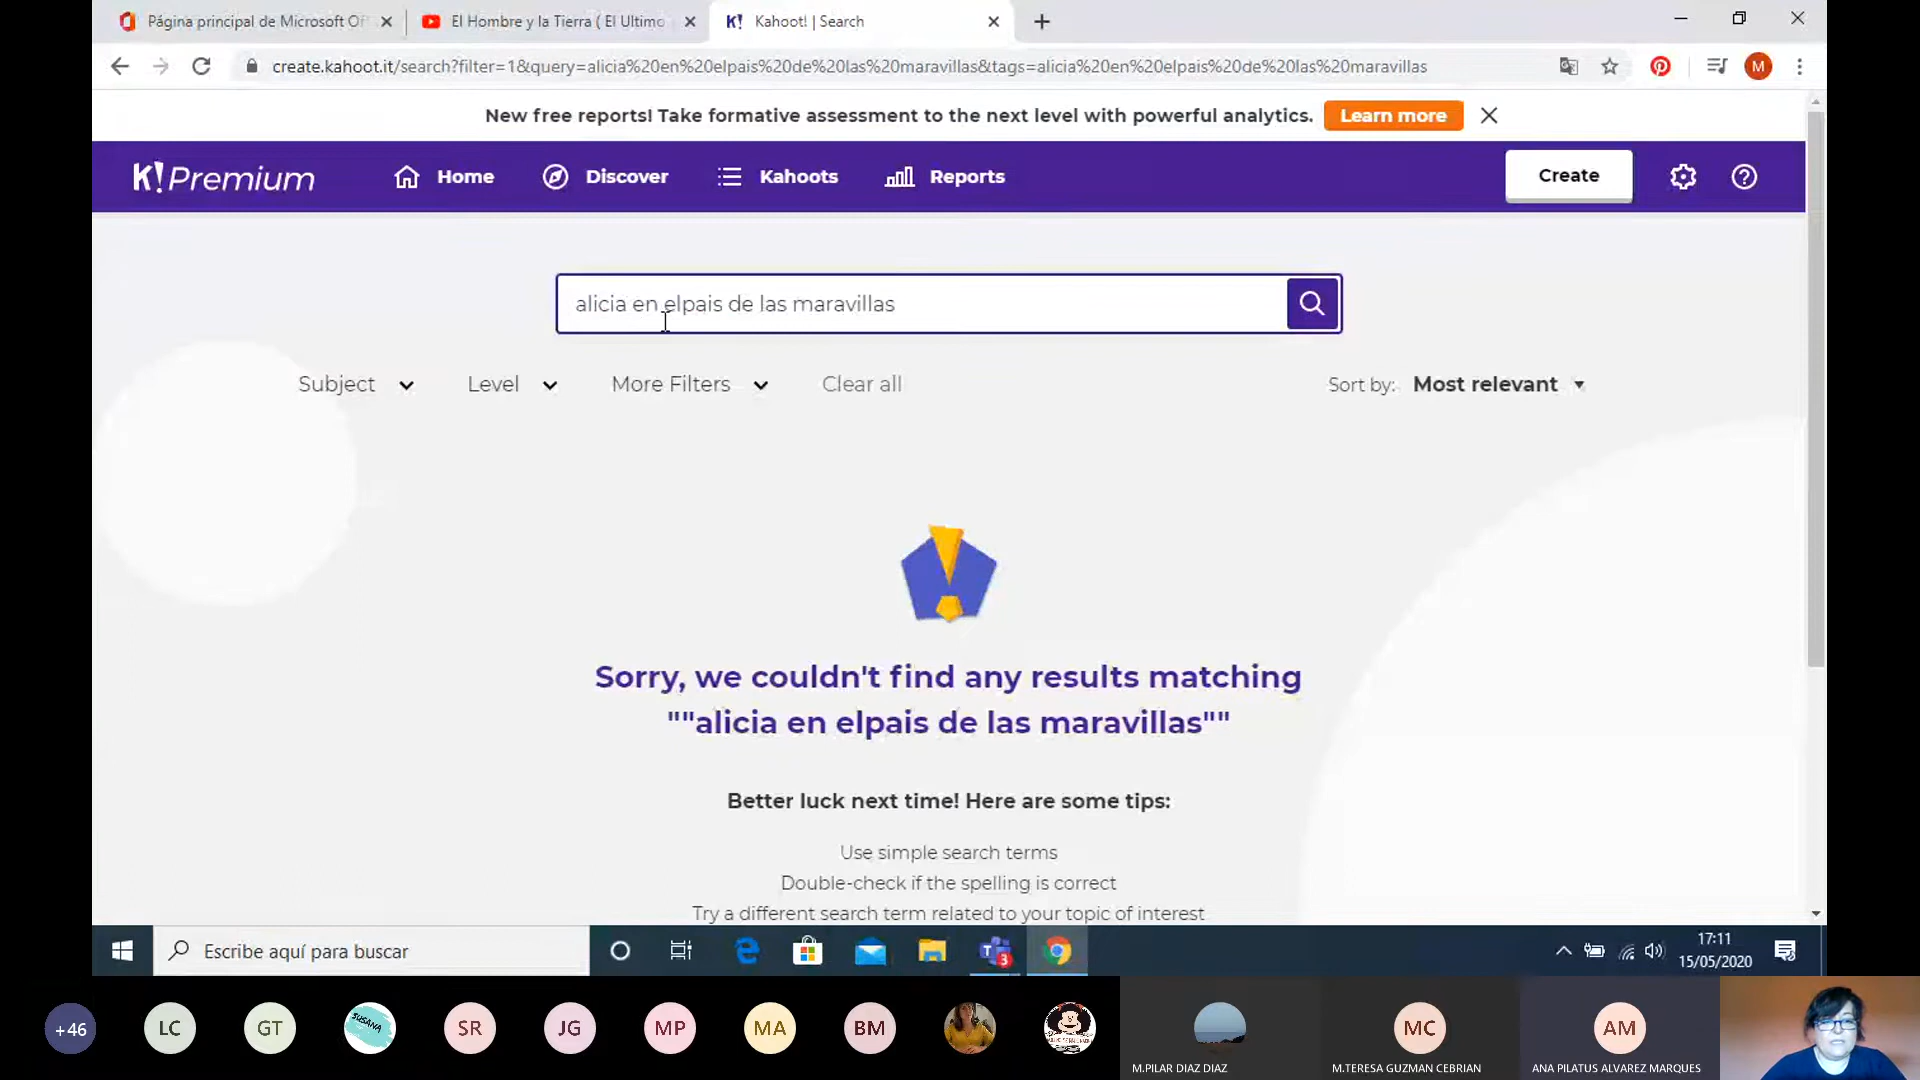 Página principal de Microsoft Of
El Hombre y la Tierra ( El Ultimo
K! Kahoot! | Search
create.kahoot.it/search?filter=1&query=alicia%20en%20elpais%20de%20las%20maravillas&tags=alicia%20en%20elpais%20de%20las%20maravillas
M
New free reports! Take formative assessment to the next level with powerful analytics. Learn more
K! Premium Home Discover Kahoots Reports Create
alicia en elpais de las maravillas
Subject Level More Filters Clear all Sort by: Most relevant
Sorry, we couldn't find any results matching
""alicia en elpais de las maravillas""
Better luck next time! Here are some tips:
Use simple search terms
Double-check if the spelling is correct
Try a different search term related to your topic of interest
Escribe aquí para buscar
3
17:11
15/05/2020
+46 LC GT SUSANA SR JG MP MA BM MC AM
M.PILAR DIAZ DIAZ M.TERESA GUZMAN CEBRIAN ANA PILATUS ALVAREZ MARQUES